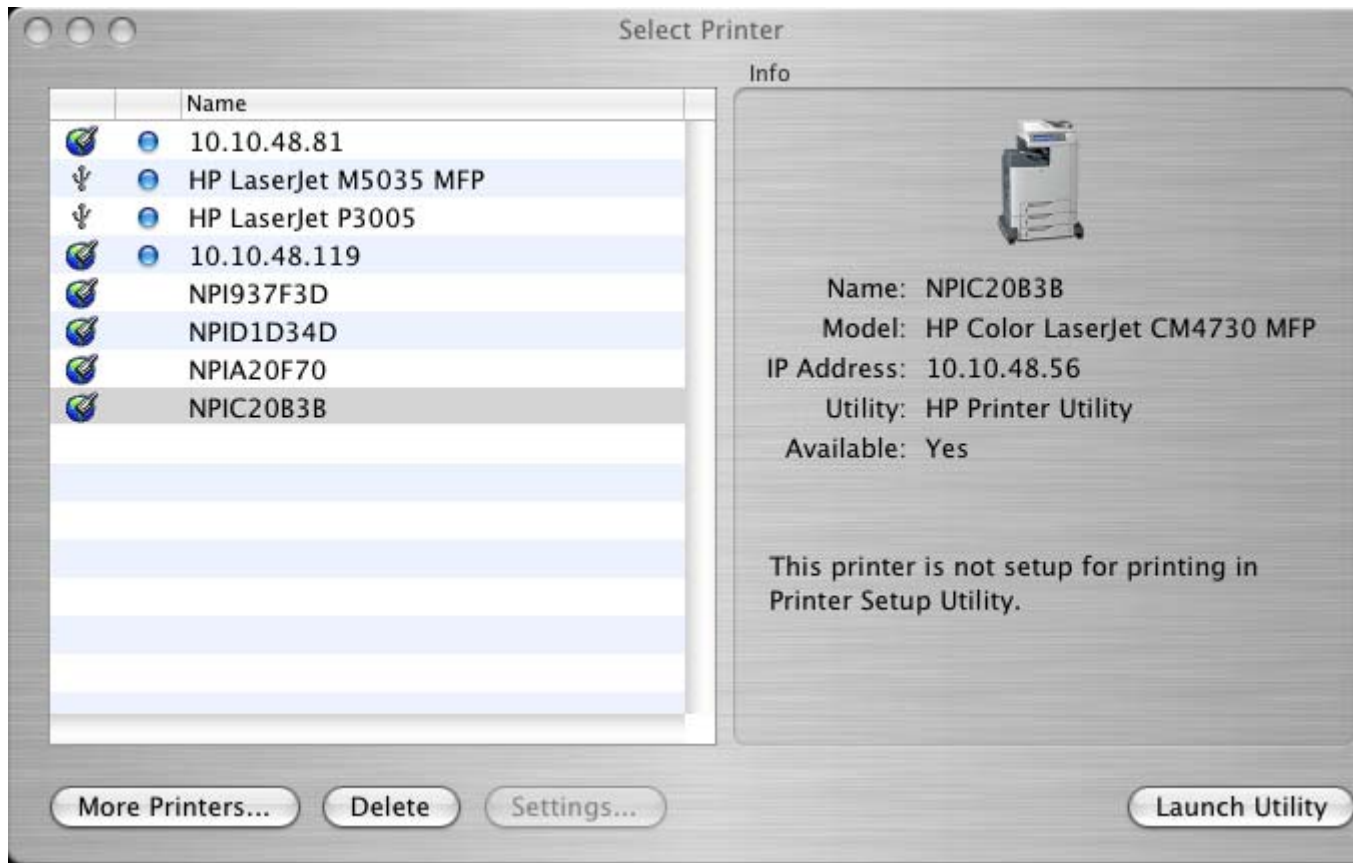 Select Printer
Info
Name
10.10.48.81
HP LaserJet M5035 MFP
HP LaserJet P3005
10.10.48.119
NPI937F3D
NPID1D34D
NPIA20F70
NPIC20B3B
Name: NPIC20B3B
Model: HP Color LaserJet CM4730 MFP
IP Address: 10.10.48.56
Utility: HP Printer Utility
Available: Yes
This printer is not setup for printing in
Printer Setup Utility.
More Printers...
Delete
Settings...
Launch Utility